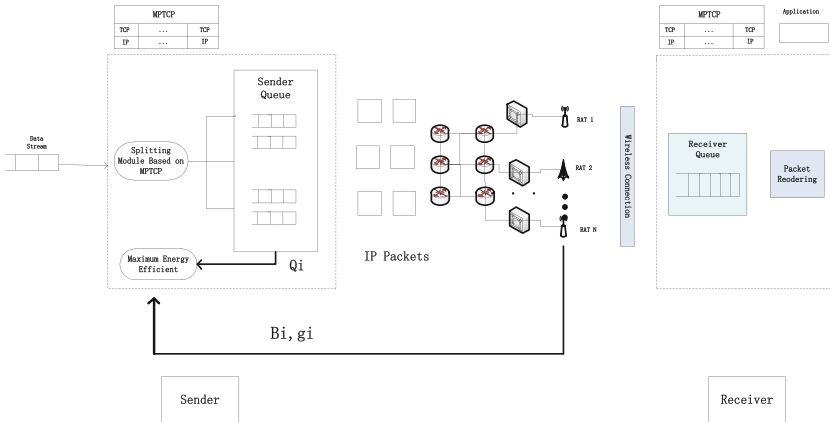 MPTCP
TCP ... TCP
IP ... IP
MPTCP
TCP ... TCP
IP ... IP
Application
Data
Stream
Splitting
Module Based on
MPTCP
Sender
Queue
Maximum Energy
Efficient
Qi
IP Packets
RAT 1
RAT 2
RAT N
Wireless Connection
Receiver
Queue
Packet
Reodering
Bi,gi
Sender
Receiver